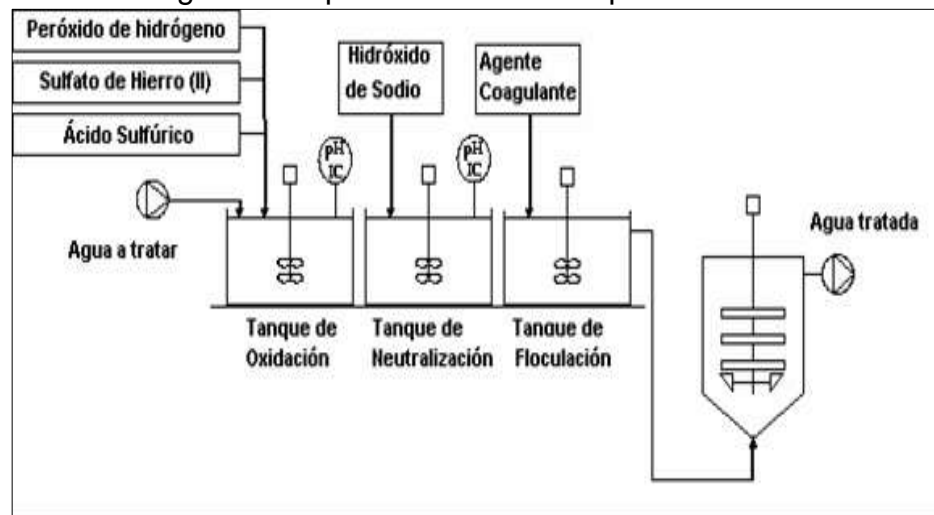 Peróxido de hidrógeno
Sulfato de Hierro (II)
Ácido Sulfúrico
Hidróxido
de Sodio
Agente
Coagulante
pH
IC
pH
IC
Agua a tratar
Agua tratada
Tanque de
Oxidación
Tanque de
Neutralización
Tanque de
Floculación